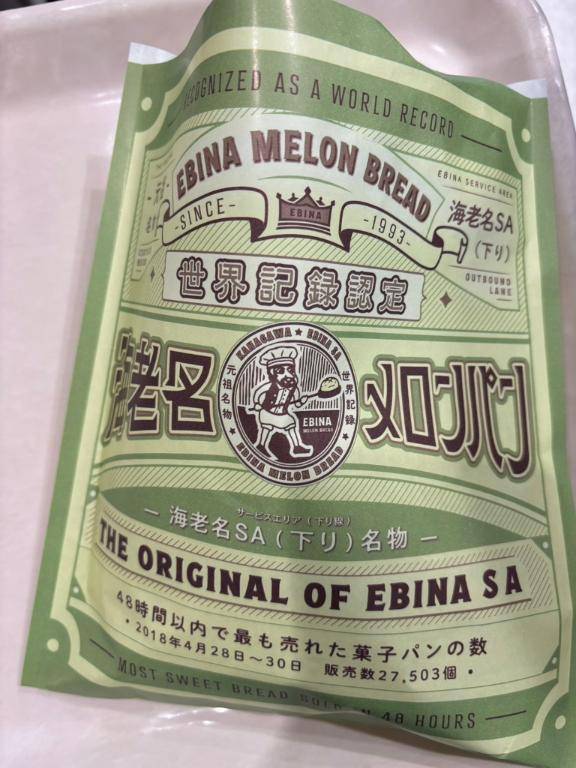 RECOGNIZED AS A WORLD RECORD
EBINA MELON BREAD
-SINCE-
EBINA
-1993-
EBINA SERVICE AREA
海老名SA
(下り)
OUTBOUND
LANE
世界記録認定
海老名
メロンパン
KANAGAWA ★ EBINA SA
元祖名物
世界記録
EBINA
MELON BREAD
EBINA MELON BREAD
サービスエリア(下り線)
— 海老名SA(下り)名物 —
THE ORIGINAL OF EBINA SA
48時間以内で最も売れた菓子パンの数
・2018年4月28日〜30日 販売数27,503個・
MOST SWEET BREAD SOLD IN 48 HOURS